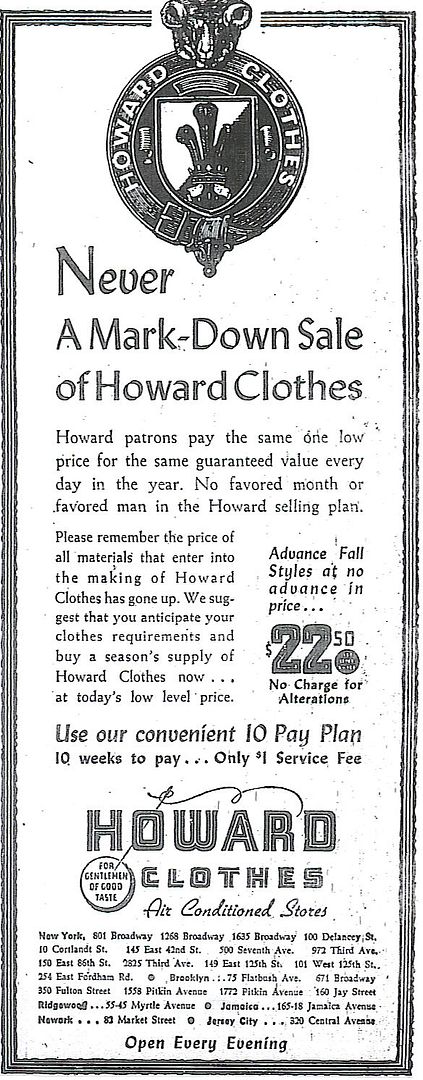 HOWARD CLOTHES
Never
A Mark-Down Sale
of Howard Clothes
Howard patrons pay the same one low
price for the same guaranteed value every
day in the year. No favored month or
favored man in the Howard selling plan.
Please remember the price of
all materials that enter into
the making of Howard
Clothes has gone up. We sug-
gest that you anticipate your
clothes requirements and
buy a season's supply of
Howard Clothes now . . .
at today's low level price.
Advance Fall
Styles at no
advance in
price...
$22 50
No Charge for
Alterations
Use our convenient 10 Pay Plan
10 weeks to pay... Only $1 Service Fee
HOWARD
CLOTHES
FOR
GENTLEMEN
OF GOOD
TASTE
Air Conditioned Stores
New York, 801 Broadway 1268 Broadway 1635 Broadway 100 Delancey St.
10 Cortlandt St. 145 East 42nd St. 500 Seventh Ave. 972 Third Ave.
150 East 86th St. 2825 Third Ave. 149 East 125th St. 101 West 125th St.
254 East Fordham Rd. Brooklyn . . . 75 Flatbush Ave. 671 Broadway
350 Fulton Street 1558 Pitkin Avenue 1772 Pitkin Avenue 160 Jay Street
Ridgewood...55-45 Myrtle Avenue Jamaica...165-18 Jamaica Avenue
Newark . . . 83 Market Street Jersey City . . . 320 Central Avenue
Open Every Evening